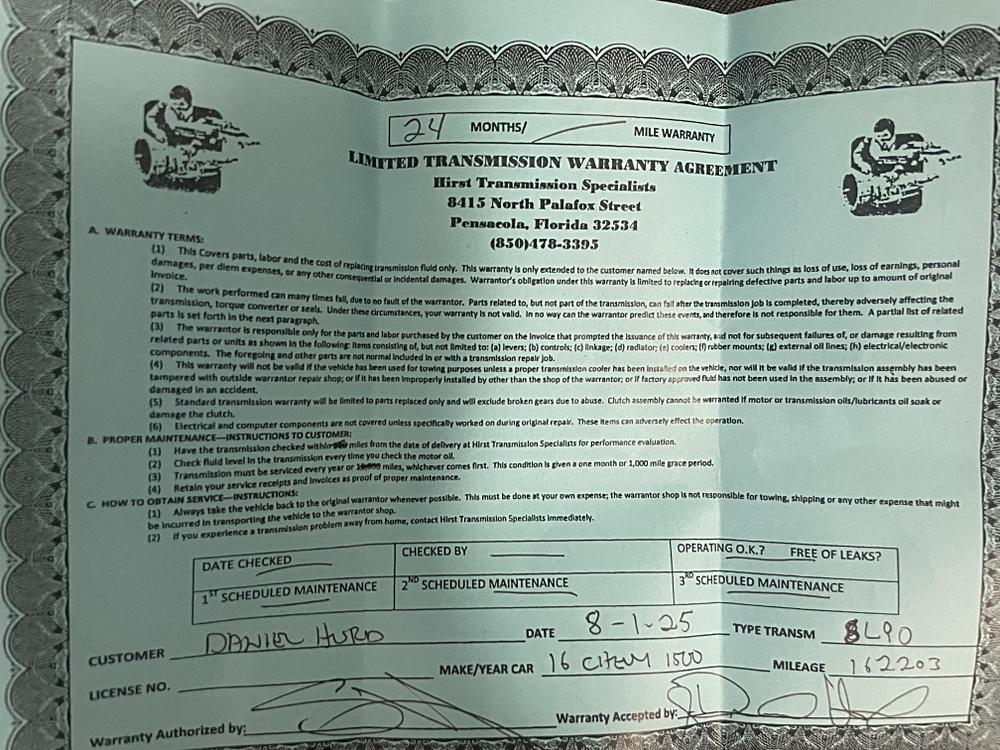 24 MONTHS/ MILE WARRANTY
LIMITED TRANSMISSION WARRANTY AGREEMENT
Hirst Transmission Specialists
8415 North Palafox Street
Pensacola, Florida 32534
(850)478-3395
A. WARRANTY TERMS:
(1) This Covers parts, labor and the cost of replacing transmission fluid only. This warranty is only extended to the customer named below. It does not cover such things as loss of use, loss of earnings, personal
damages, per diem expenses, or any other consequential or incidental damages. Warrantor's obligation under this warranty is limited to replacing or repairing defective parts and labor up to amount of original
invoice.
(2) The work performed can many times fail, due to no fault of the warrantor. Parts related to, but not part of the transmission, can fail after the transmission job is completed, thereby adversely affecting the
transmission, torque converter or seals. Under these circumstances, your warranty is not valid. In no way can the warrantor predict these events, and therefore is not responsible for them. A partial list of related
parts is set forth in the next paragraph.
(3) The warrantor is responsible only for the parts and labor purchased by the customer on the invoice that prompted the issuance of this warranty, and not for subsequent failures of, or damage resulting from
related parts or units as shown in the following: items consisting of, but not limited to: (a) levers; (b) controls; (c) linkage; (d) radiator; (e) coolers; (f) rubber mounts; (g) external oil lines; (h) electrical/electronic
components. The foregoing and other parts are not normal included in or with a transmission repair job.
(4) This warranty will not be valid if the vehicle has been used for towing purposes unless a proper transmission cooler has been installed on the vehicle, nor will it be valid if the transmission assembly has been
tampered with outside warrantor repair shop; or if it has been improperly installed by other than the shop of the warrantor; or if factory approved fluid has not been used in the assembly; or if it has been abused or
damaged in an accident.
(5) Standard transmission warranty will be limited to parts replaced only and will exclude broken gears due to abuse. Clutch assembly cannot be warranted if motor or transmission oils/lubricants oil soak or
damage the clutch.
(6) Electrical and computer components are not covered unless specifically worked on during original repair. These items can adversely effect the operation.
B. PROPER MAINTENANCE—INSTRUCTIONS TO CUSTOMER:
(1) Have the transmission checked within miles from the date of delivery at Hirst Transmission Specialists for performance evaluation.
(2) Check fluid level in the transmission every time you check the motor oil.
(3) Transmission must be serviced every year or miles, whichever comes first. This condition is given a one month or 1,000 mile grace period.
(4) Retain your service receipts and invoices as proof of proper maintenance.
C. HOW TO OBTAIN SERVICE—INSTRUCTIONS:
(1) Always take the vehicle back to the original warrantor whenever possible. This must be done at your own expense; the warrantor shop is not responsible for towing, shipping or any other expense that might
be incurred in transporting the vehicle to the warrantor shop.
(2) If you experience a transmission problem away from home, contact Hirst Transmission Specialists immediately.
DATE CHECKED CHECKED BY OPERATING O.K.? FREE OF LEAKS?
1ST SCHEDULED MAINTENANCE 2ND SCHEDULED MAINTENANCE 3RD SCHEDULED MAINTENANCE
CUSTOMER DANIEL HURD DATE 8-1-25 TYPE TRANSM 8L90
LICENSE NO. MAKE/YEAR CAR 16 1500 MILEAGE 162203
Warranty Authorized by: Warranty Accepted by: